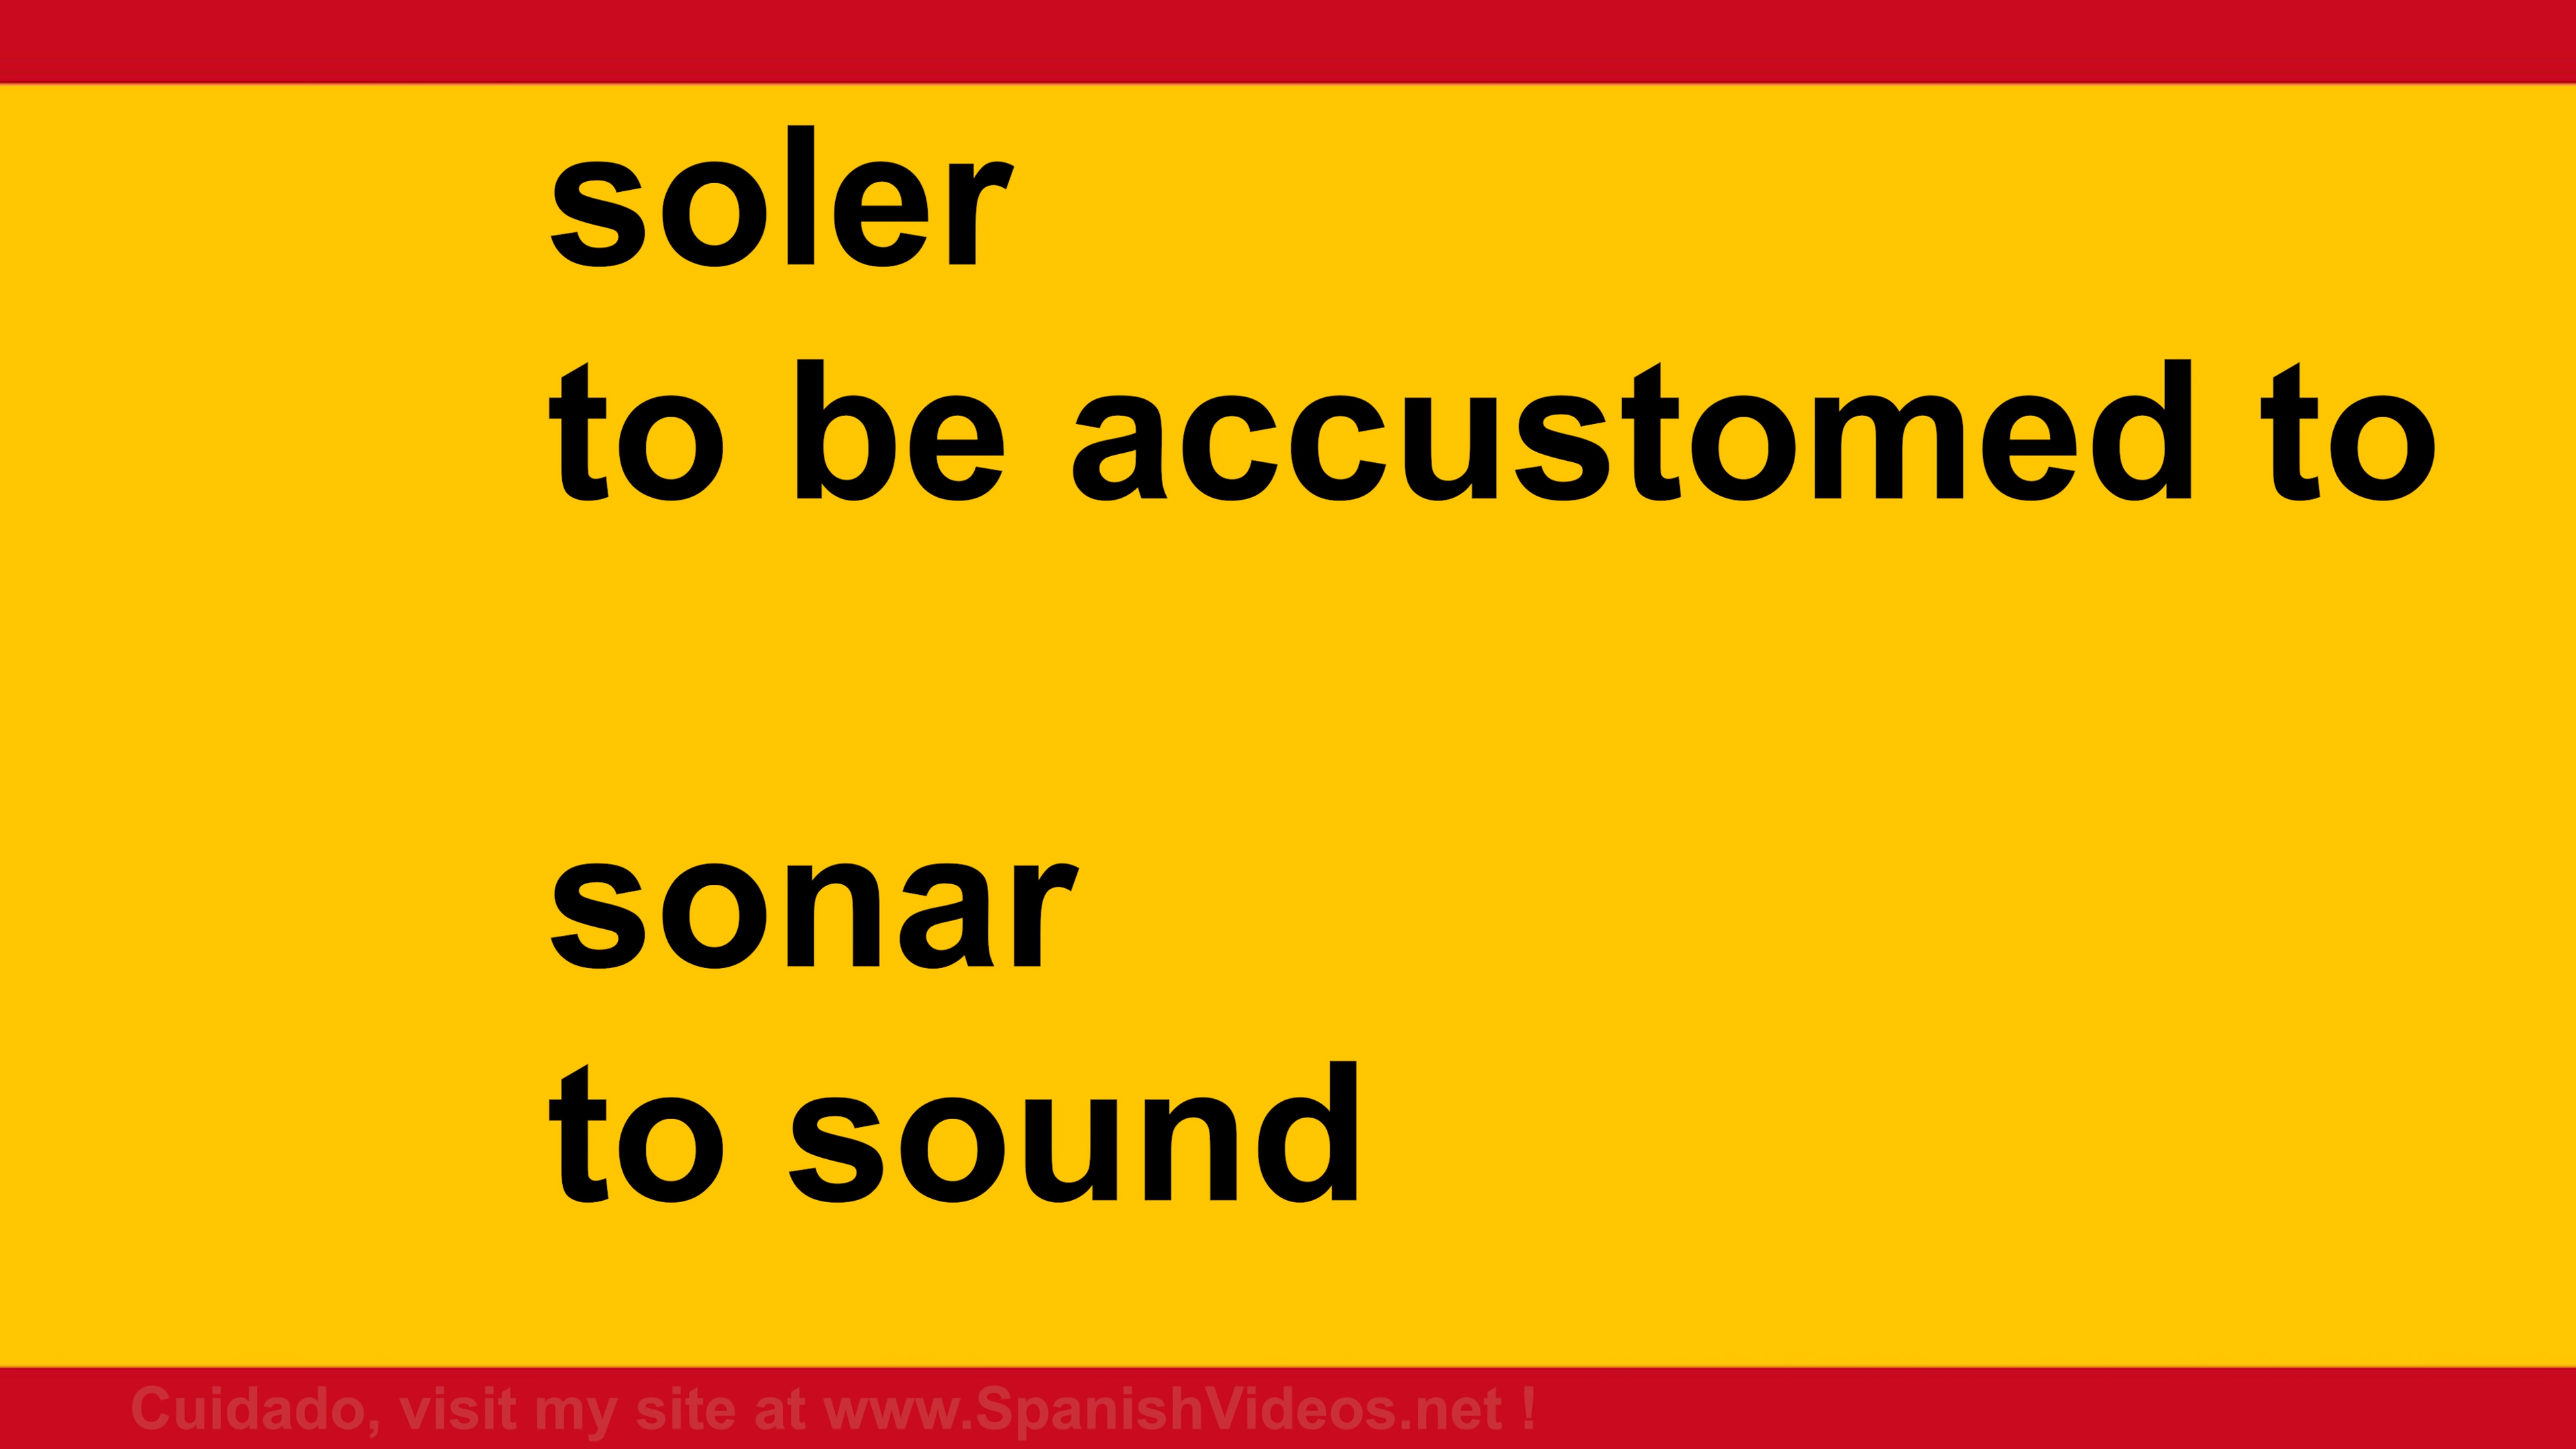 soler
to be accustomed to
sonar
to sound
Cuidado, visit my site at www.SpanishVideos.net !